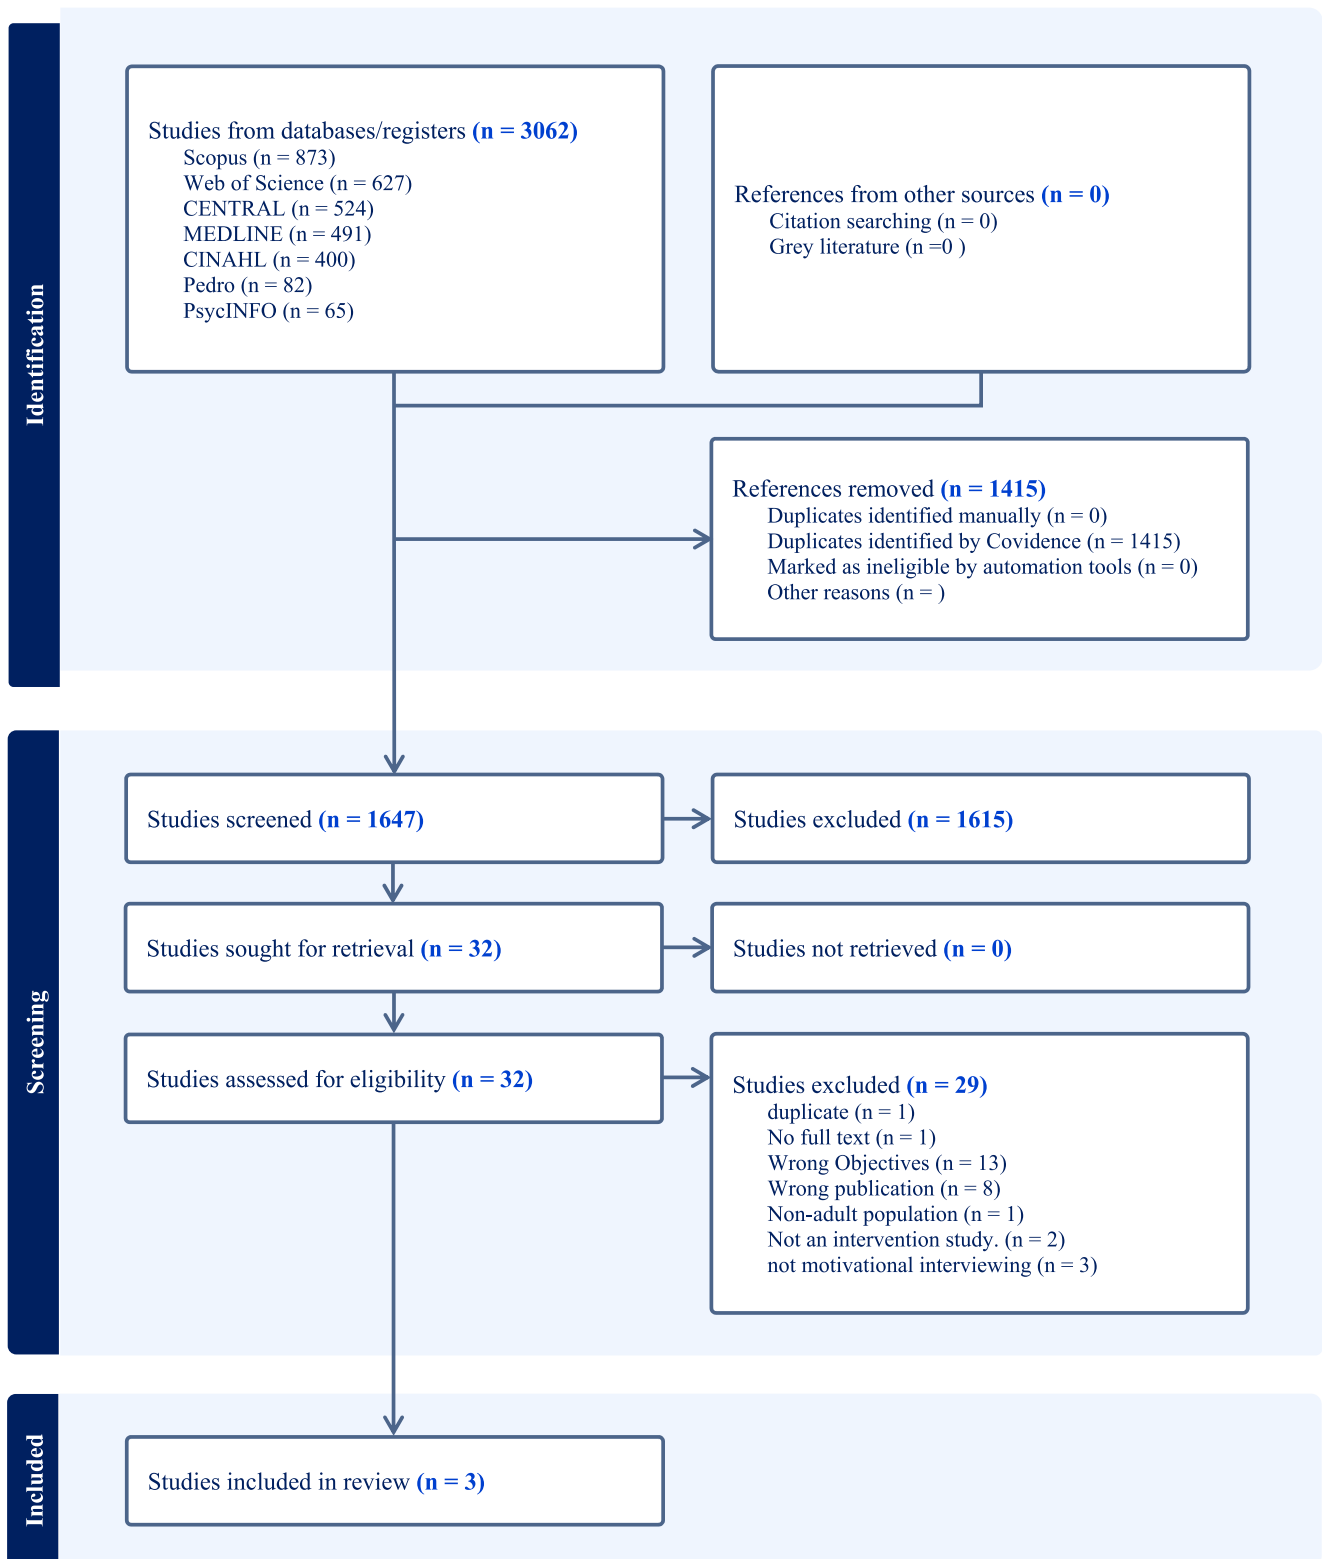 Identification
Studies from databases/registers (n = 3062)
Scopus (n = 873)
Web of Science (n = 627)
CENTRAL (n = 524)
MEDLINE (n = 491)
CINAHL (n = 400)
Pedro (n = 82)
PsycINFO (n = 65)
References from other sources (n = 0)
Citation searching (n = 0)
Grey literature (n =0 )
References removed (n = 1415)
Duplicates identified manually (n = 0)
Duplicates identified by Covidence (n = 1415)
Marked as ineligible by automation tools (n = 0)
Other reasons (n = )
Screening
Studies screened (n = 1647)
Studies excluded (n = 1615)
Studies sought for retrieval (n = 32)
Studies not retrieved (n = 0)
Studies assessed for eligibility (n = 32)
Studies excluded (n = 29)
duplicate (n = 1)
No full text (n = 1)
Wrong Objectives (n = 13)
Wrong publication (n = 8)
Non-adult population (n = 1)
Not an intervention study. (n = 2)
not motivational interviewing (n = 3)
Included
Studies included in review (n = 3)